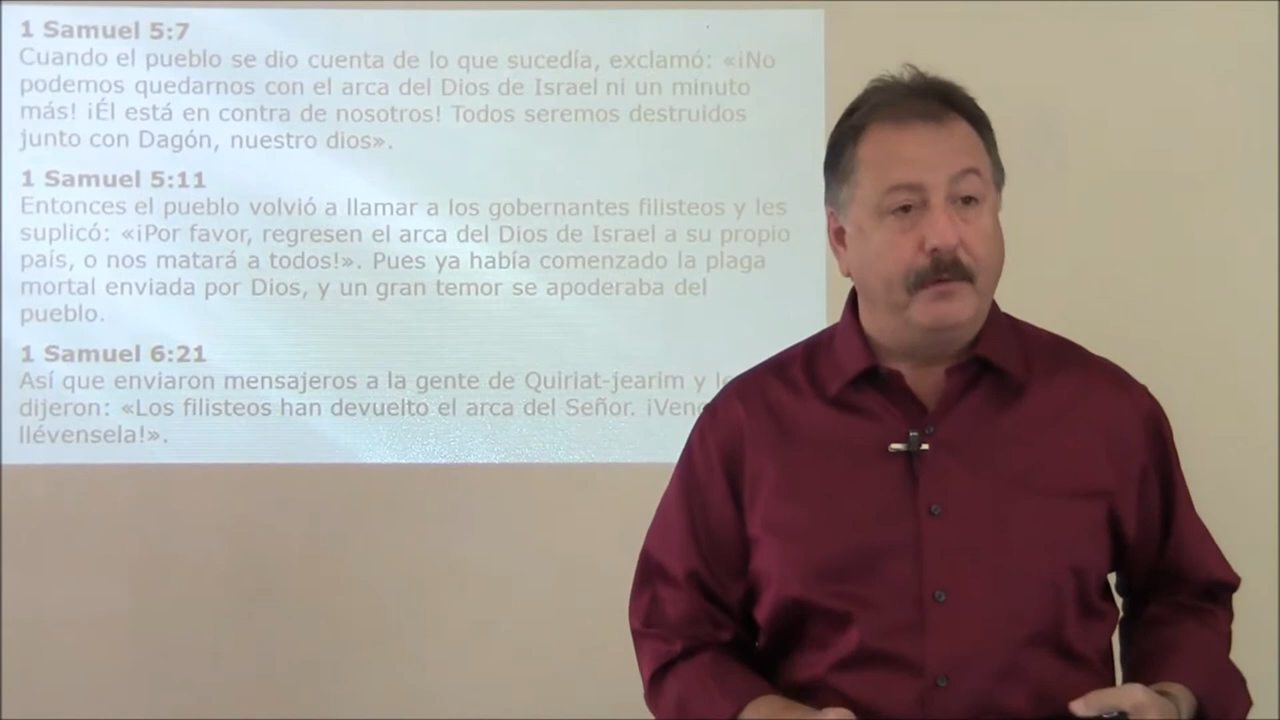 1 Samuel 5:7
Cuando el pueblo se dio cuenta de lo que sucedía, exclamó: «¡No
podemos quedarnos con el arca del Dios de Israel ni un minuto
más! ¡Él está en contra de nosotros! Todos seremos destruidos
junto con Dagón, nuestro dios».
1 Samuel 5:11
Entonces el pueblo volvió a llamar a los gobernantes filisteos y les
suplicó: «¡Por favor, regresen el arca del Dios de Israel a su propio
país, o nos matará a todos!». Pues ya había comenzado la plaga
mortal enviada por Dios, y un gran temor se apoderaba del
pueblo.
1 Samuel 6:21
Así que enviaron mensajeros a la gente de Quiriat-jearim y
dijeron: «Los filisteos han devuelto el arca del Señor.
llévensela!».